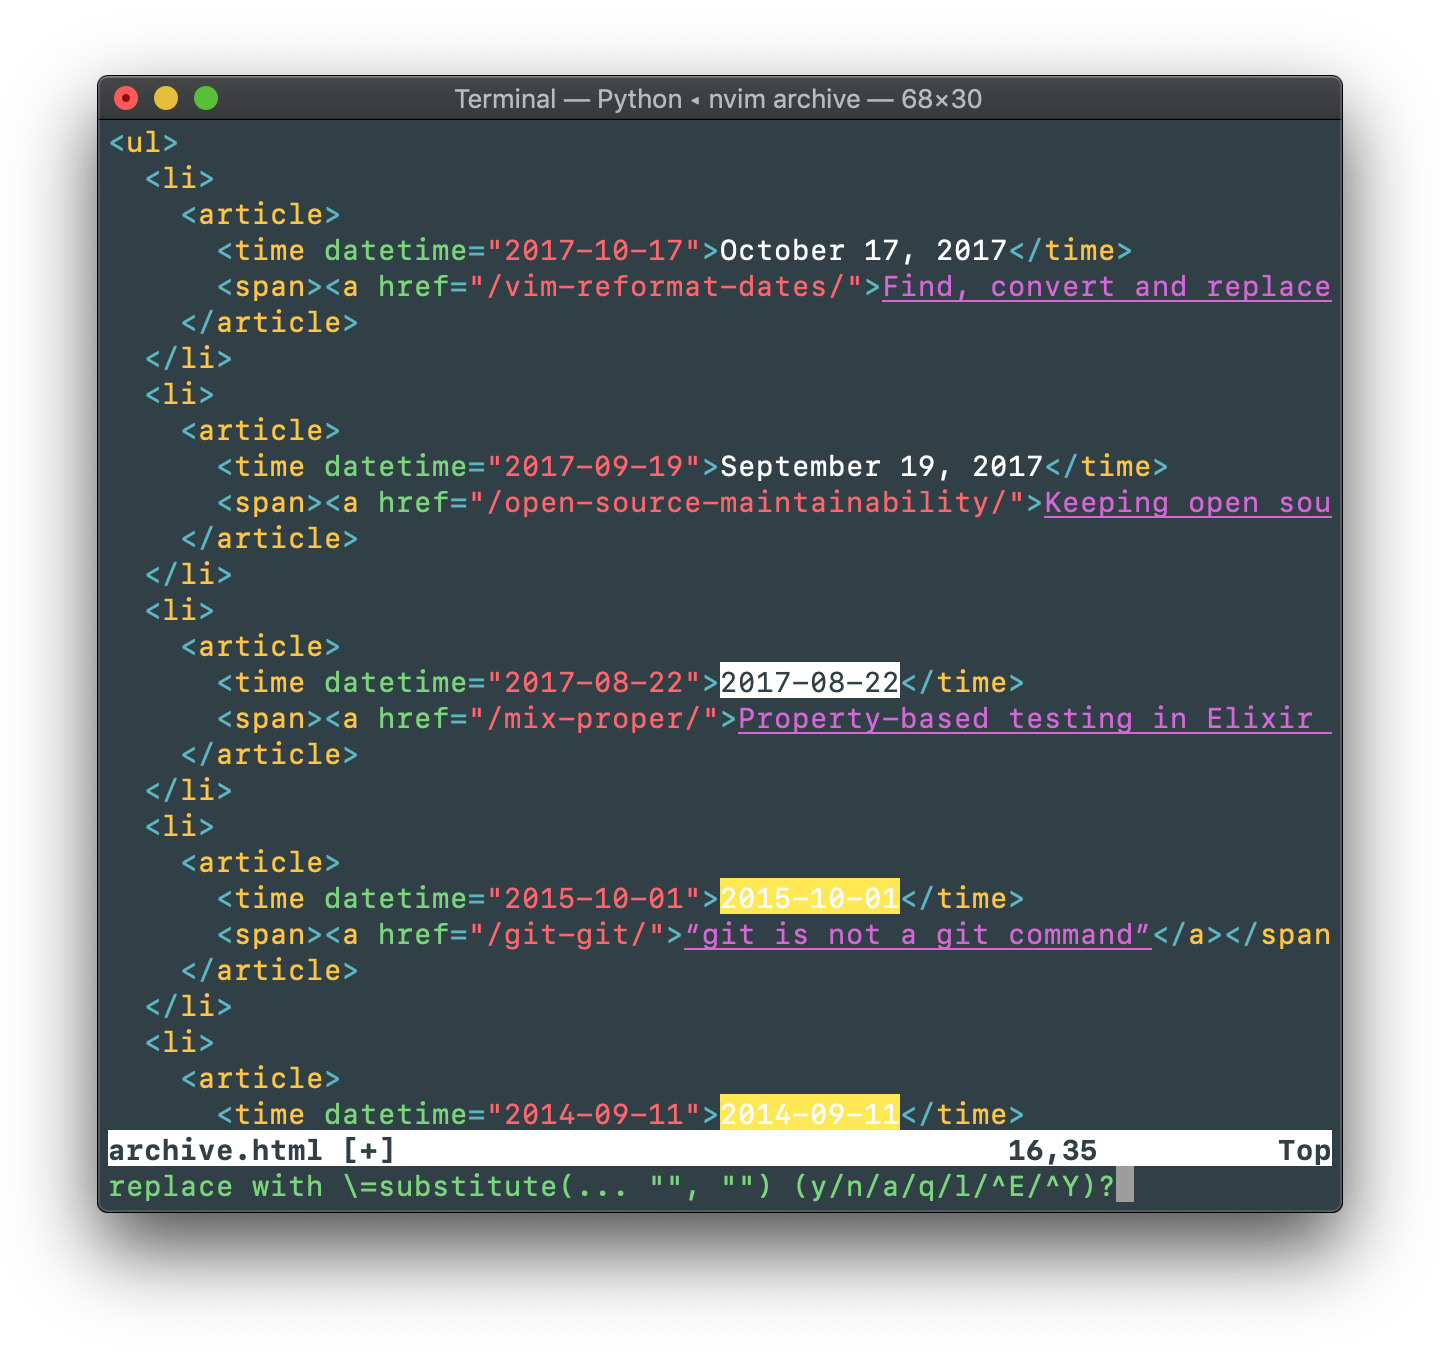 Terminal — Python ◂ nvim archive — 68×30
<ul>
  <li>
    <article>
      <time datetime="2017-10-17">October 17, 2017</time>
      <span><a href="/vim-reformat-dates/">Find, convert and replace
    </article>
  </li>
  <li>
    <article>
      <time datetime="2017-09-19">September 19, 2017</time>
      <span><a href="/open-source-maintainability/">Keeping open sou
    </article>
  </li>
  <li>
    <article>
      <time datetime="2017-08-22">2017-08-22</time>
      <span><a href="/mix-proper/">Property-based testing in Elixir
    </article>
  </li>
  <li>
    <article>
      <time datetime="2015-10-01">2015-10-01</time>
      <span><a href="/git-git/">“git is not a git command”</a></span
    </article>
  </li>
  <li>
    <article>
      <time datetime="2014-09-11">2014-09-11</time>
archive.html [+] 16,35 Top
replace with \=substitute(... "", "") (y/n/a/q/l/^E/^Y)?